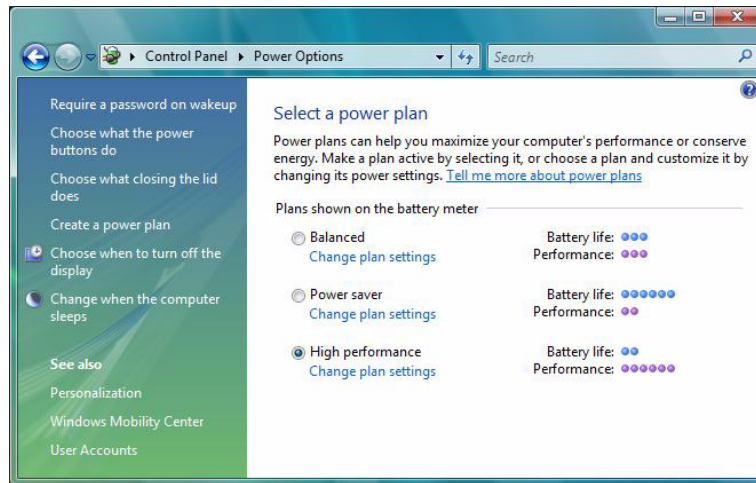 Control Panel
Power Options
Search
Require a password on wakeup
Choose what the power
buttons do
Choose what closing the lid
does
Create a power plan
Choose when to turn off the
display
Change when the computer
sleeps
See also
Personalization
Windows Mobility Center
User Accounts
Select a power plan
Power plans can help you maximize your computer's performance or conserve
energy. Make a plan active by selecting it, or choose a plan and customize it by
changing its power settings. Tell me more about power plans
Plans shown on the battery meter
Balanced
Change plan settings
Battery life:
Performance:
Power saver
Change plan settings
Battery life:
Performance:
High performance
Change plan settings
Battery life:
Performance: